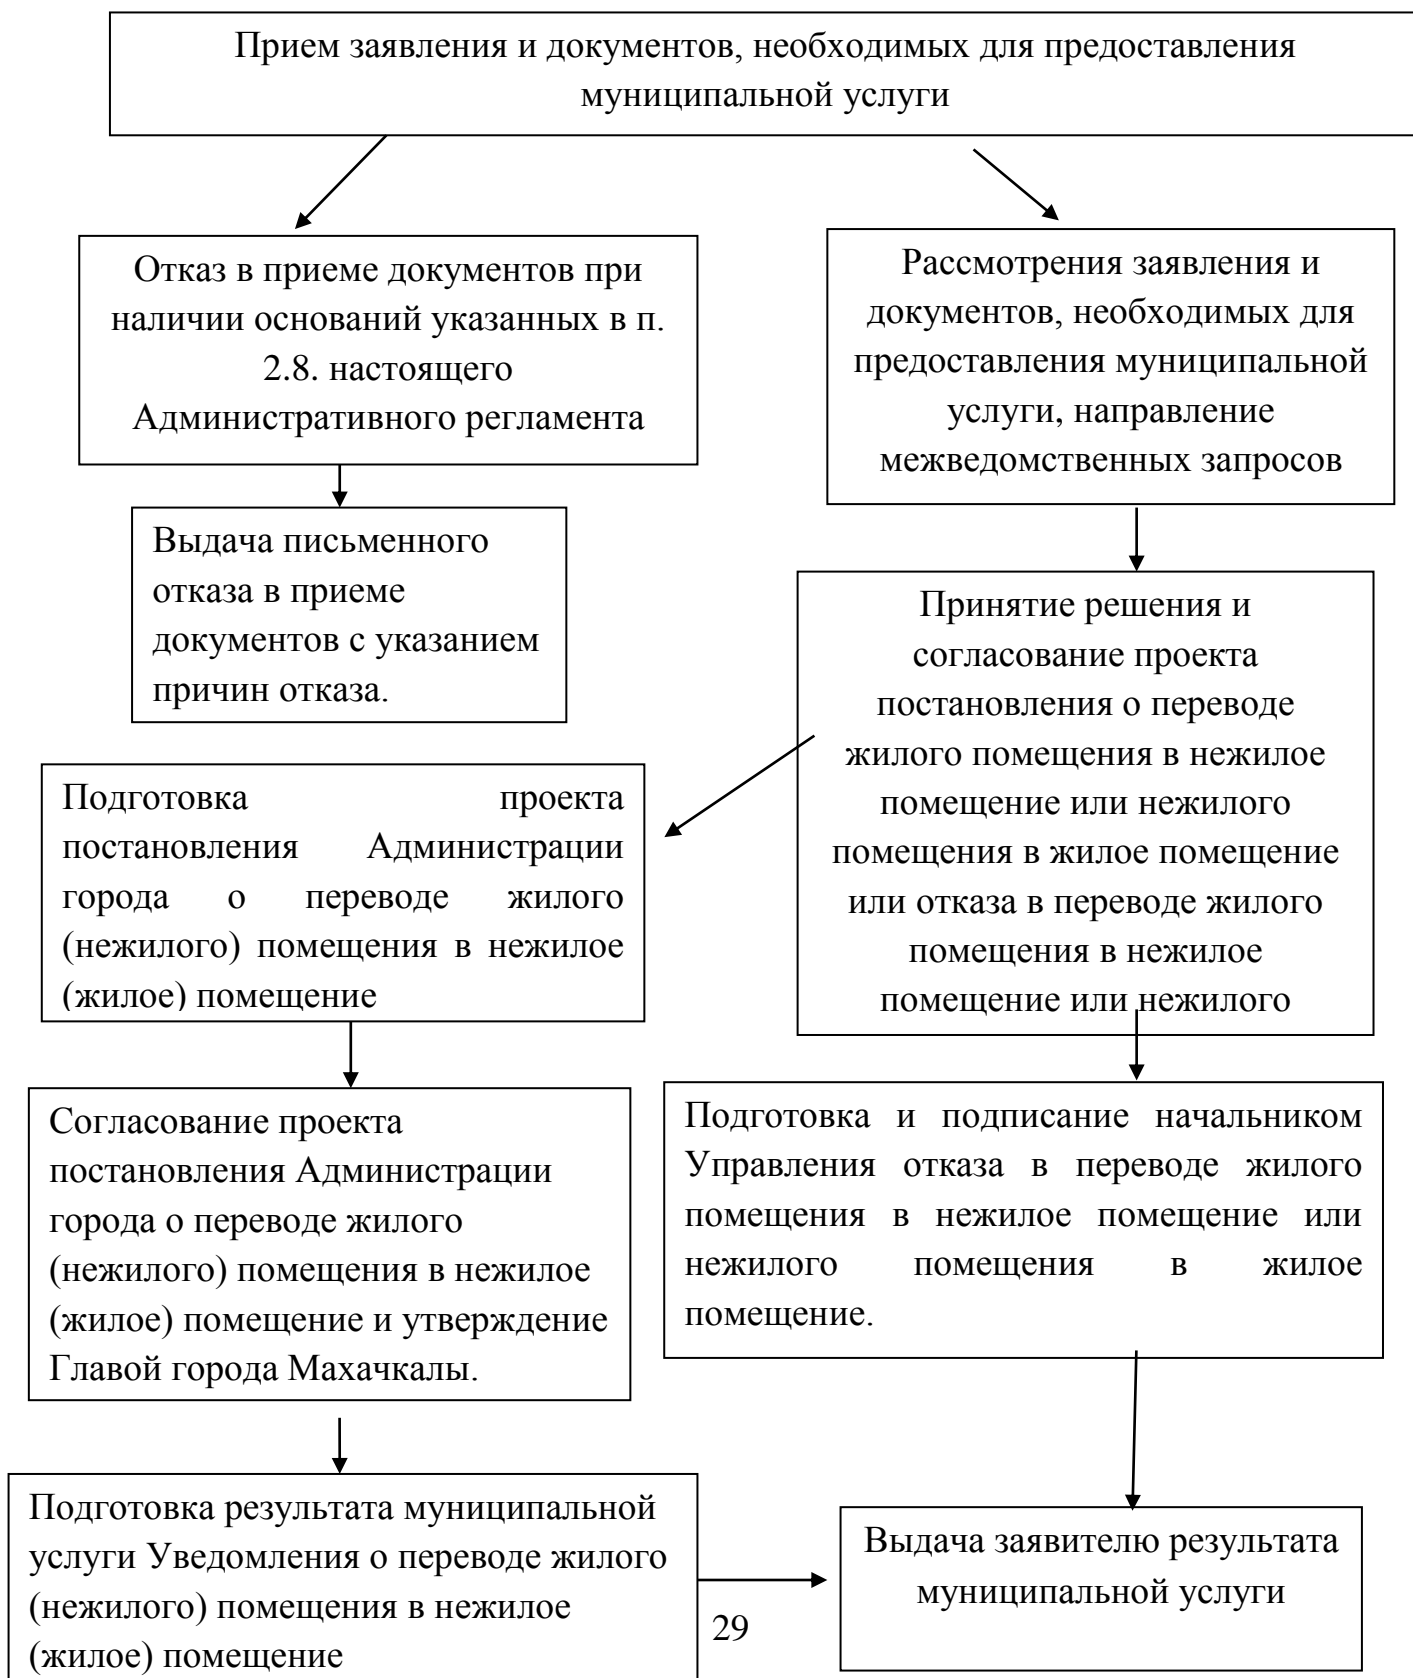 Прием заявления и документов, необходимых для предоставления
муниципальной услуги
Отказ в приеме документов при
наличии оснований указанных в п.
2.8. настоящего
Административного регламента
Рассмотрения заявления и
документов, необходимых для
предоставления муниципальной
услуги, направление
межведомственных запросов
Выдача письменного
отказа в приеме
документов с указанием
причин отказа.
Принятие решения и
согласование проекта
постановления о переводе
жилого помещения в нежилое
помещение или нежилого
помещения в жилое помещение
или отказа в переводе жилого
помещения в нежилое
помещение или нежилого
Подготовка проекта
постановления Администрации
города о переводе жилого
(нежилого) помещения в нежилое
(жилое) помещение
Согласование проекта
постановления Администрации
города о переводе жилого
(нежилого) помещения в нежилое
(жилое) помещение и утверждение
Главой города Махачкалы.
Подготовка и подписание начальником
Управления отказа в переводе жилого
помещения в нежилое помещение или
нежилого помещения в жилое
помещение.
Подготовка результата муниципальной
услуги Уведомления о переводе жилого
(нежилого) помещения в нежилое
(жилое) помещение
Выдача заявителю результата
муниципальной услуги
29